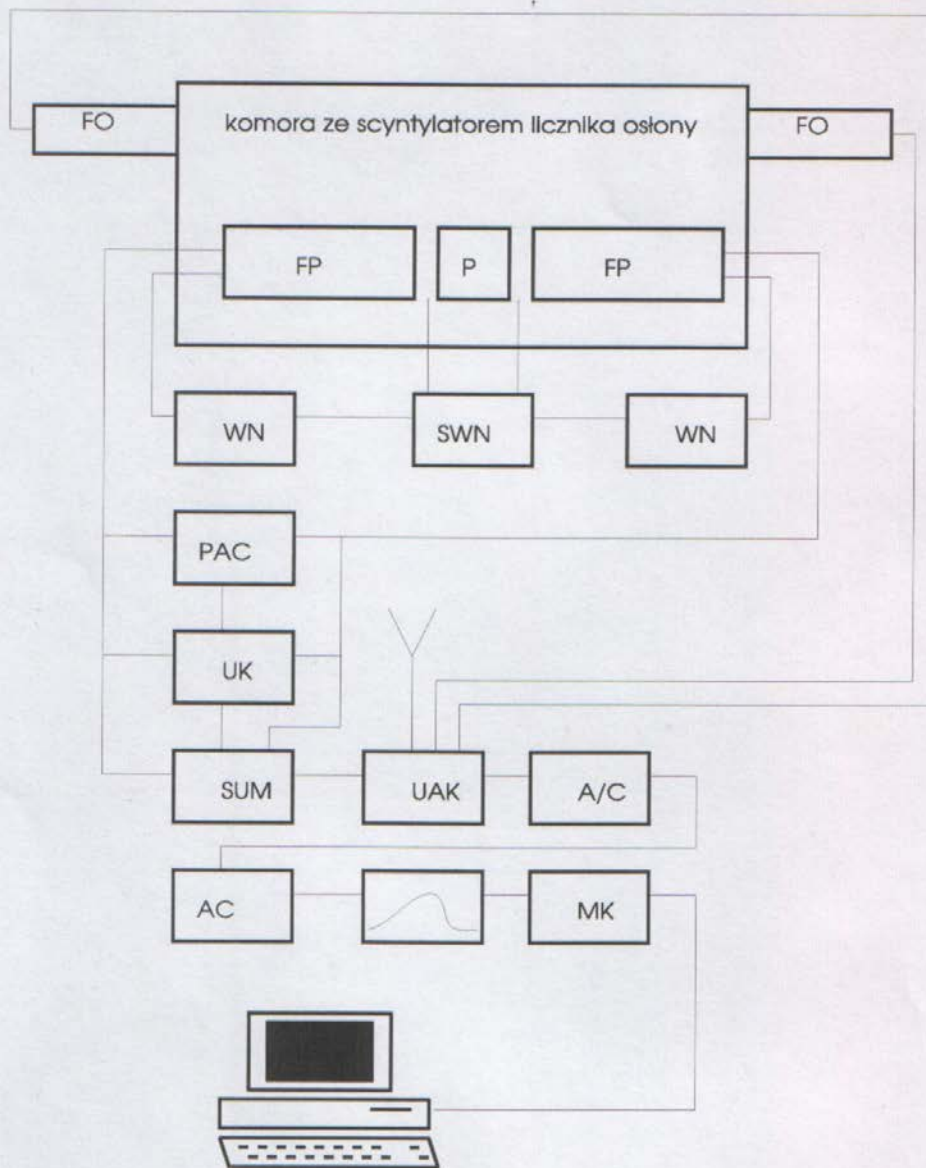 FO
komora ze scyntylatorem licznika osłony
FO
FP
P
FP
WN
SWN
WN
PAC
UK
SUM
UAK
A/C
AC
MK